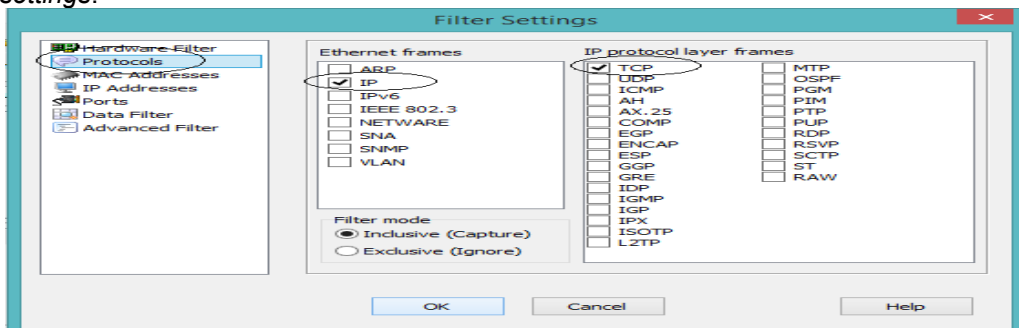 settings.
Filter Settings
Hardware Filter
Protocols
MAC Addresses
IP Addresses
Ports
Data Filter
Advanced Filter
Ethernet frames
ARP
IP
IPv6
IEEE 802.3
NETWARE
SNA
SNMP
VLAN
Filter mode
Inclusive (Capture)
Exclusive (Ignore)
IP protocol layer frames
TCP
UDP
ICMP
AH
AX.25
COMP
EGP
ENCAP
ESP
GGP
GRE
IDP
IGMP
IGP
IPX
ISOTP
L2TP
MTP
OSPF
PGM
PIM
PTP
PUP
RDP
RSVP
SCTP
ST
RAW
OK
Cancel
Help